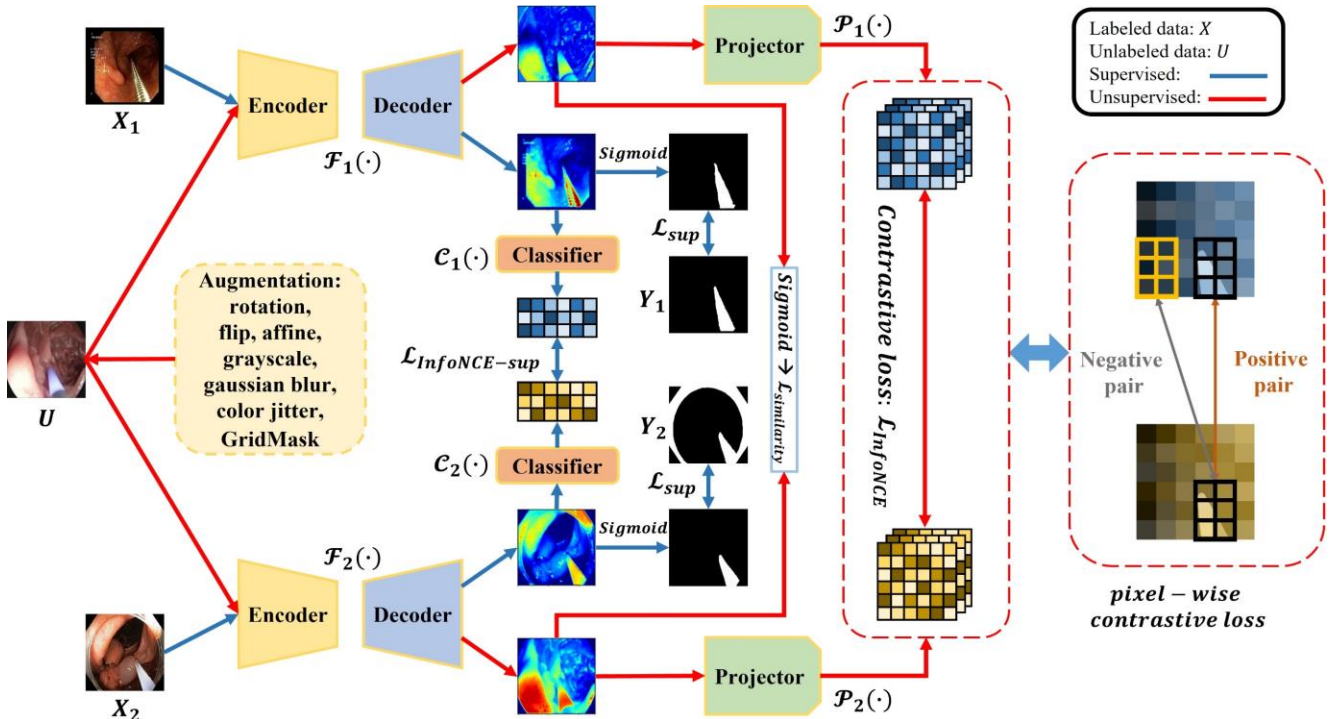 X₁
Encoder
Decoder
𝓕₁(·)
Projector
𝓟₁(·)
Labeled data: X
Unlabeled data: U
Supervised:
Unsupervised:
Sigmoid
𝓒₁(·)
Classifier
𝓛sup
Y₁
Augmentation:
rotation,
flip, affine,
grayscale,
gaussian blur,
color jitter,
GridMask
U
𝓛InfoNCE−sup
Y₂
𝓒₂(·)
Classifier
𝓛sup
Sigmoid
Sigmoid → 𝓛similarity
Contrastive loss: 𝓛InfoNCE
Negative
pair
Positive
pair
pixel − wise
contrastive loss
𝓕₂(·)
Encoder
Decoder
Projector
𝓟₂(·)
X₂